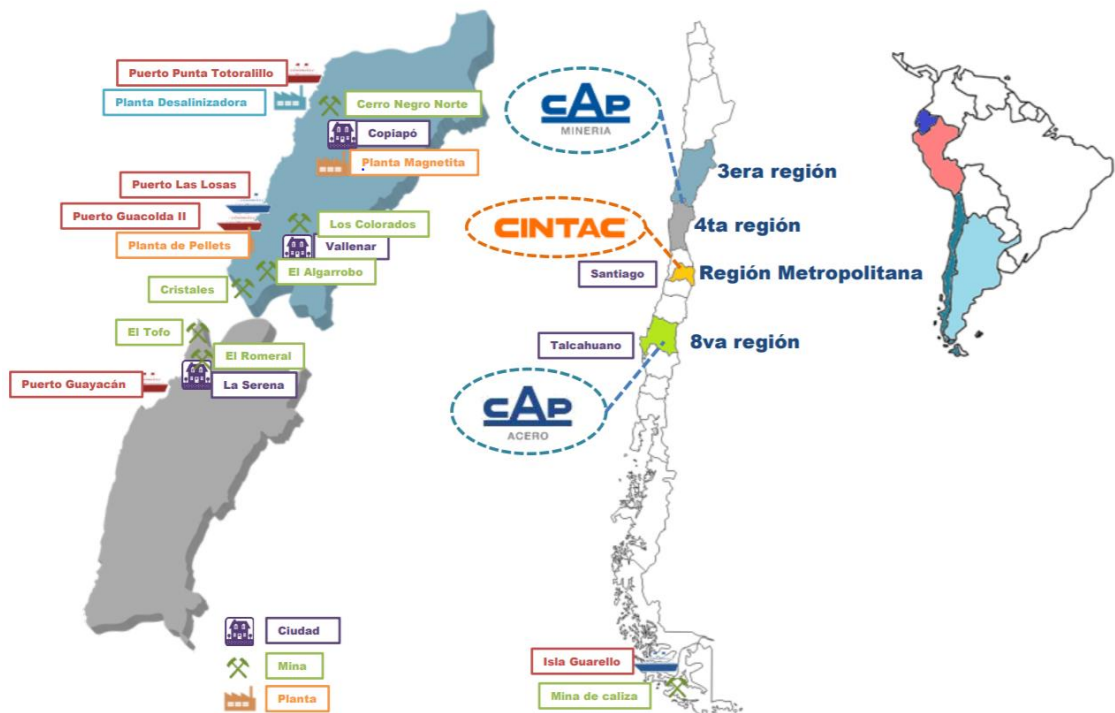 Puerto Punta Totoralillo
Planta Desalinizadora
Cerro Negro Norte
Copiapó
Planta Magnetita
Puerto Las Losas
Puerto Guacolda II
Planta de Pellets
Los Colorados
Vallenar
El Algarrobo
Cristales
El Tofo
El Romeral
Puerto Guayacán
La Serena
Ciudad
Mina
Planta
CAP
MINERIA
3era región
4ta región
CINTAC
Santiago
Región Metropolitana
Talcahuano
8va región
CAP
ACERO
Isla Guarello
Mina de caliza